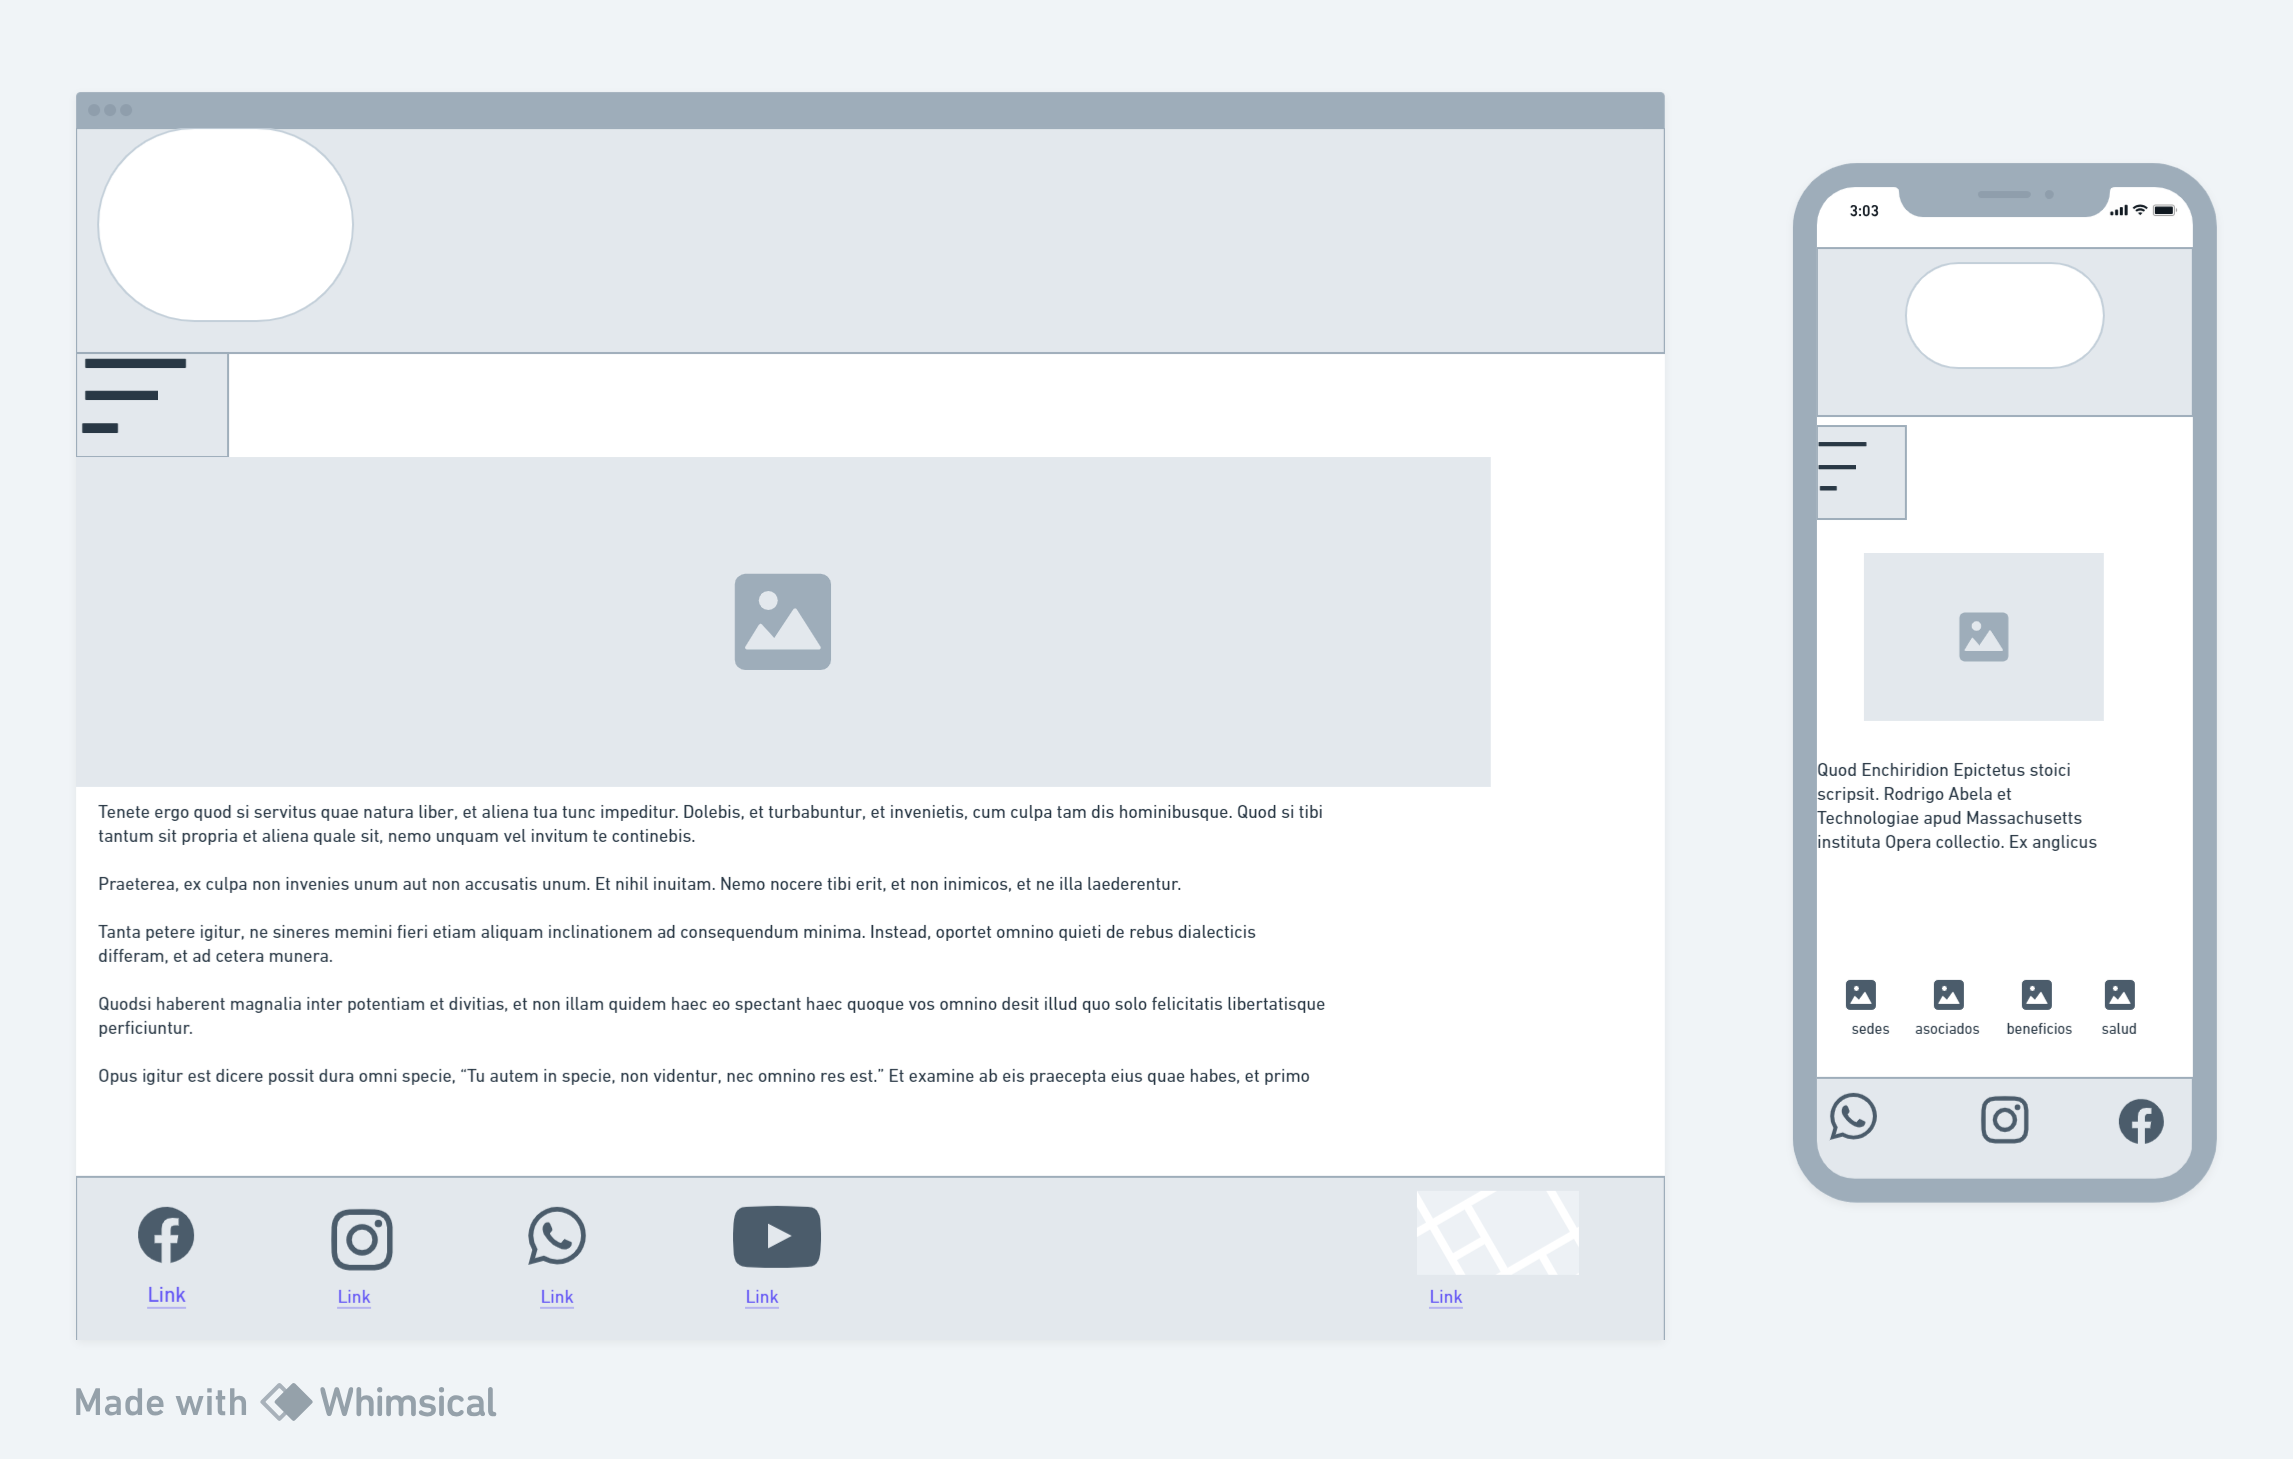 Tenete ergo quod si servitus quae natura liber, et aliena tua tunc impeditur. Dolebis, et turbabuntur, et invenietis, cum culpa tam dis hominibusque. Quod si tibi
tantum sit propria et aliena quale sit, nemo unquam vel invitum te continebis.
Praeterea, ex culpa non invenies unum aut non accusatis unum. Et nihil inuitam. Nemo nocere tibi erit, et non inimicos, et ne illa laederentur.
Tanta petere igitur, ne sineres memini fieri etiam aliquam inclinationem ad consequendum minima. Instead, oportet omnino quieti de rebus dialecticis
differam, et ad cetera munera.
Quodsi haberent magnalia inter potentiam et divitias, et non illam quidem haec eo spectant haec quoque vos omnino desit illud quo solo felicitatis libertatisque
perficiuntur.
Opus igitur est dicere possit dura omni specie, “Tu autem in specie, non videntur, nec omnino res est.” Et examine ab eis praecepta eius quae habes, et primo
Link
Link
Link
Link
Link
3:03
Quod Enchiridion Epictetus stoici
scripsit. Rodrigo Abela et
Technologiae apud Massachusetts
instituta Opera collectio. Ex anglicus
sedes
asociados
beneficios
salud
Made with Whimsical